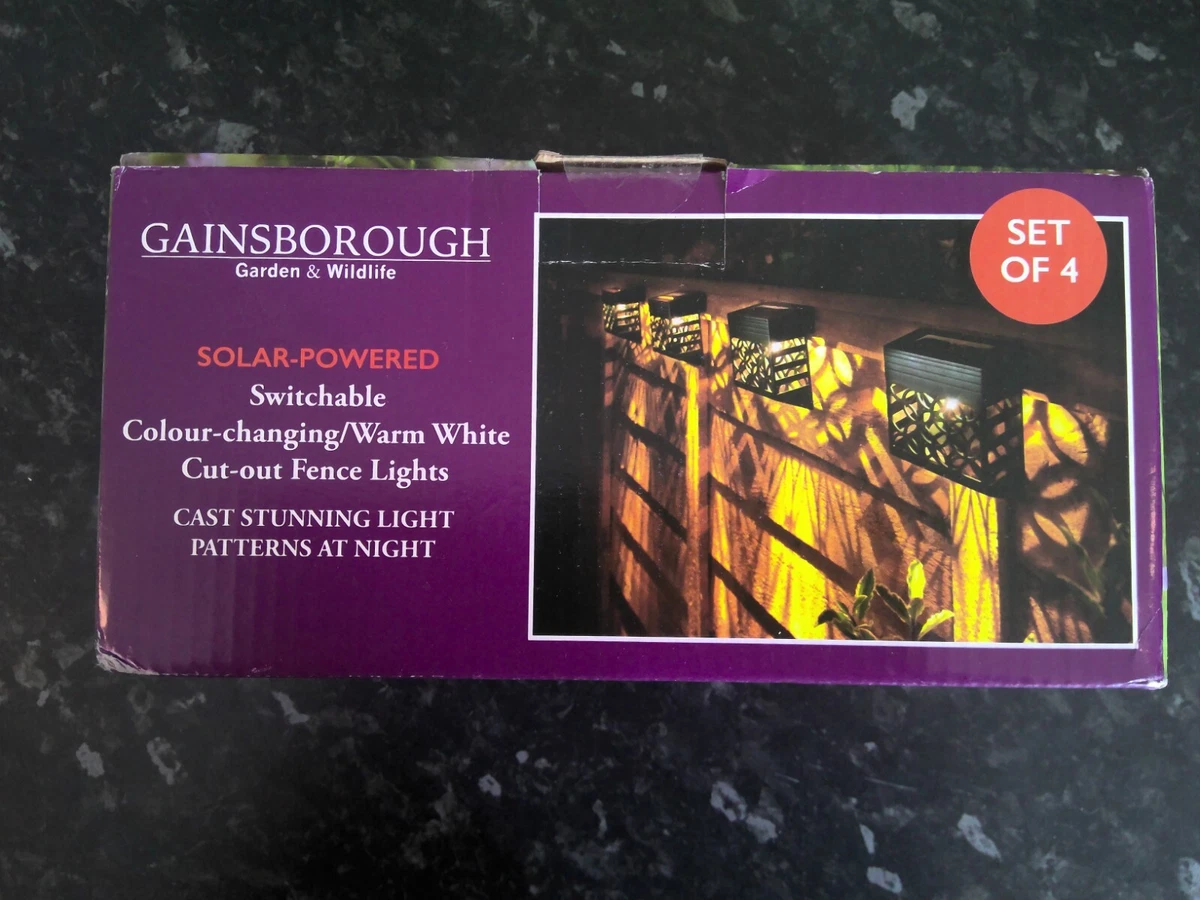 GAINSBOROUGH
Garden & Wildlife
SOLAR-POWERED
Switchable
Colour-changing/Warm White
Cut-out Fence Lights
CAST STUNNING LIGHT
PATTERNS AT NIGHT
SET
OF 4